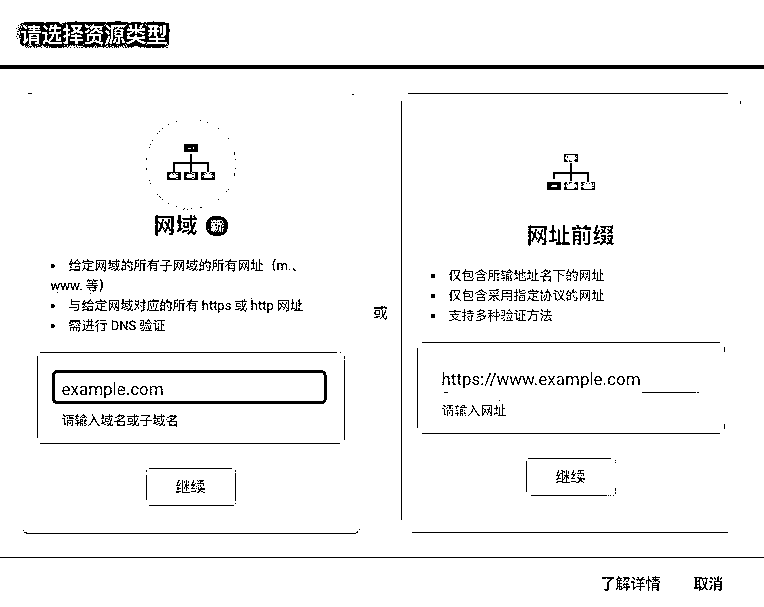 请选择资源类型
网域 新
• 给定网域的所有子网域的所有网址（m.、
www. 等）
• 与给定网域对应的所有 https 或 http 网址
• 需进行 DNS 验证
example.com
请输入域名或子域名
继续
或
网址前缀
• 仅包含所输地址名下的网址
• 仅包含采用指定协议的网址
• 支持多种验证方法
https://www.example.com
请输入网址
继续
了解详情 取消